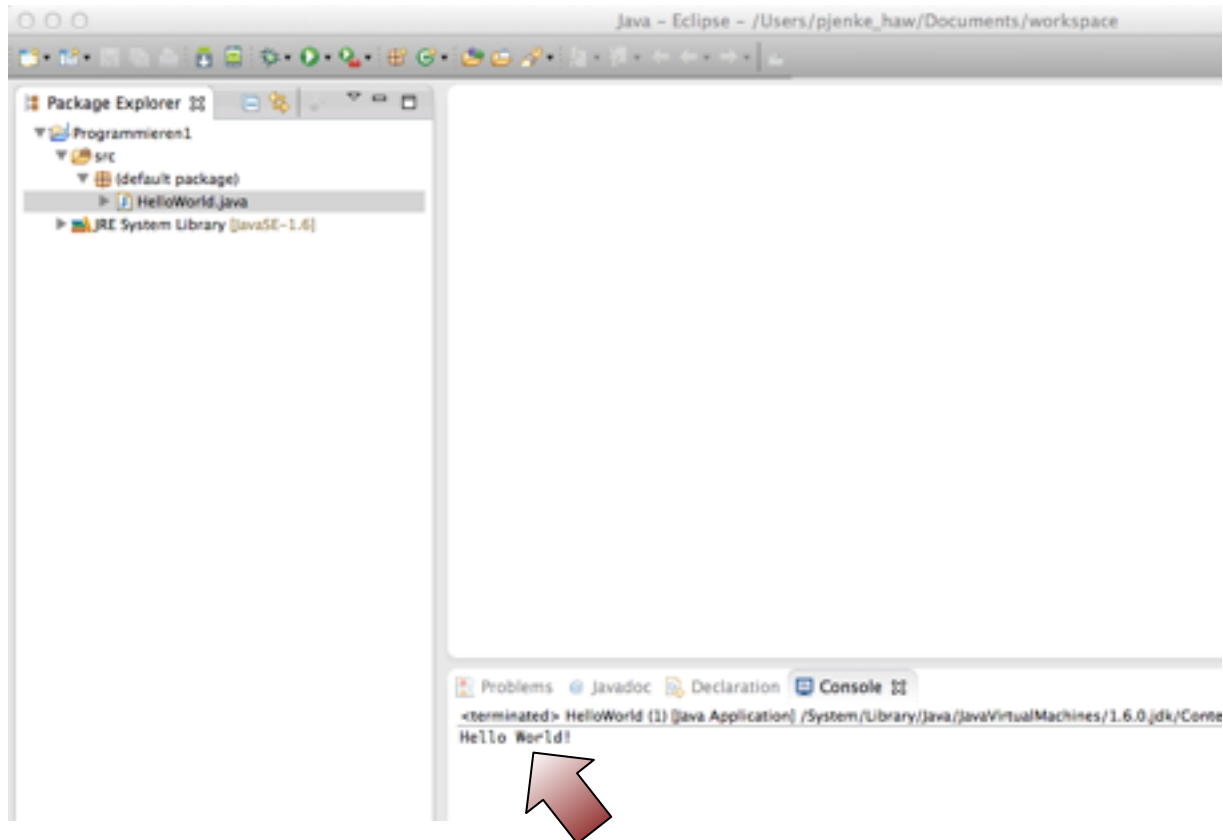 Java - Eclipse - /Users/pjenke_haw/Documents/workspace
Package Explorer
Programmieren1
src
(default package)
HelloWorld.java
JRE System Library [JavaSE-1.6]
Problems @ Javadoc Declaration Console
<terminated> HelloWorld (1) [Java Application] /System/Library/Java/JavaVirtualMachines/1.6.0.jdk/Conte
Hello World!